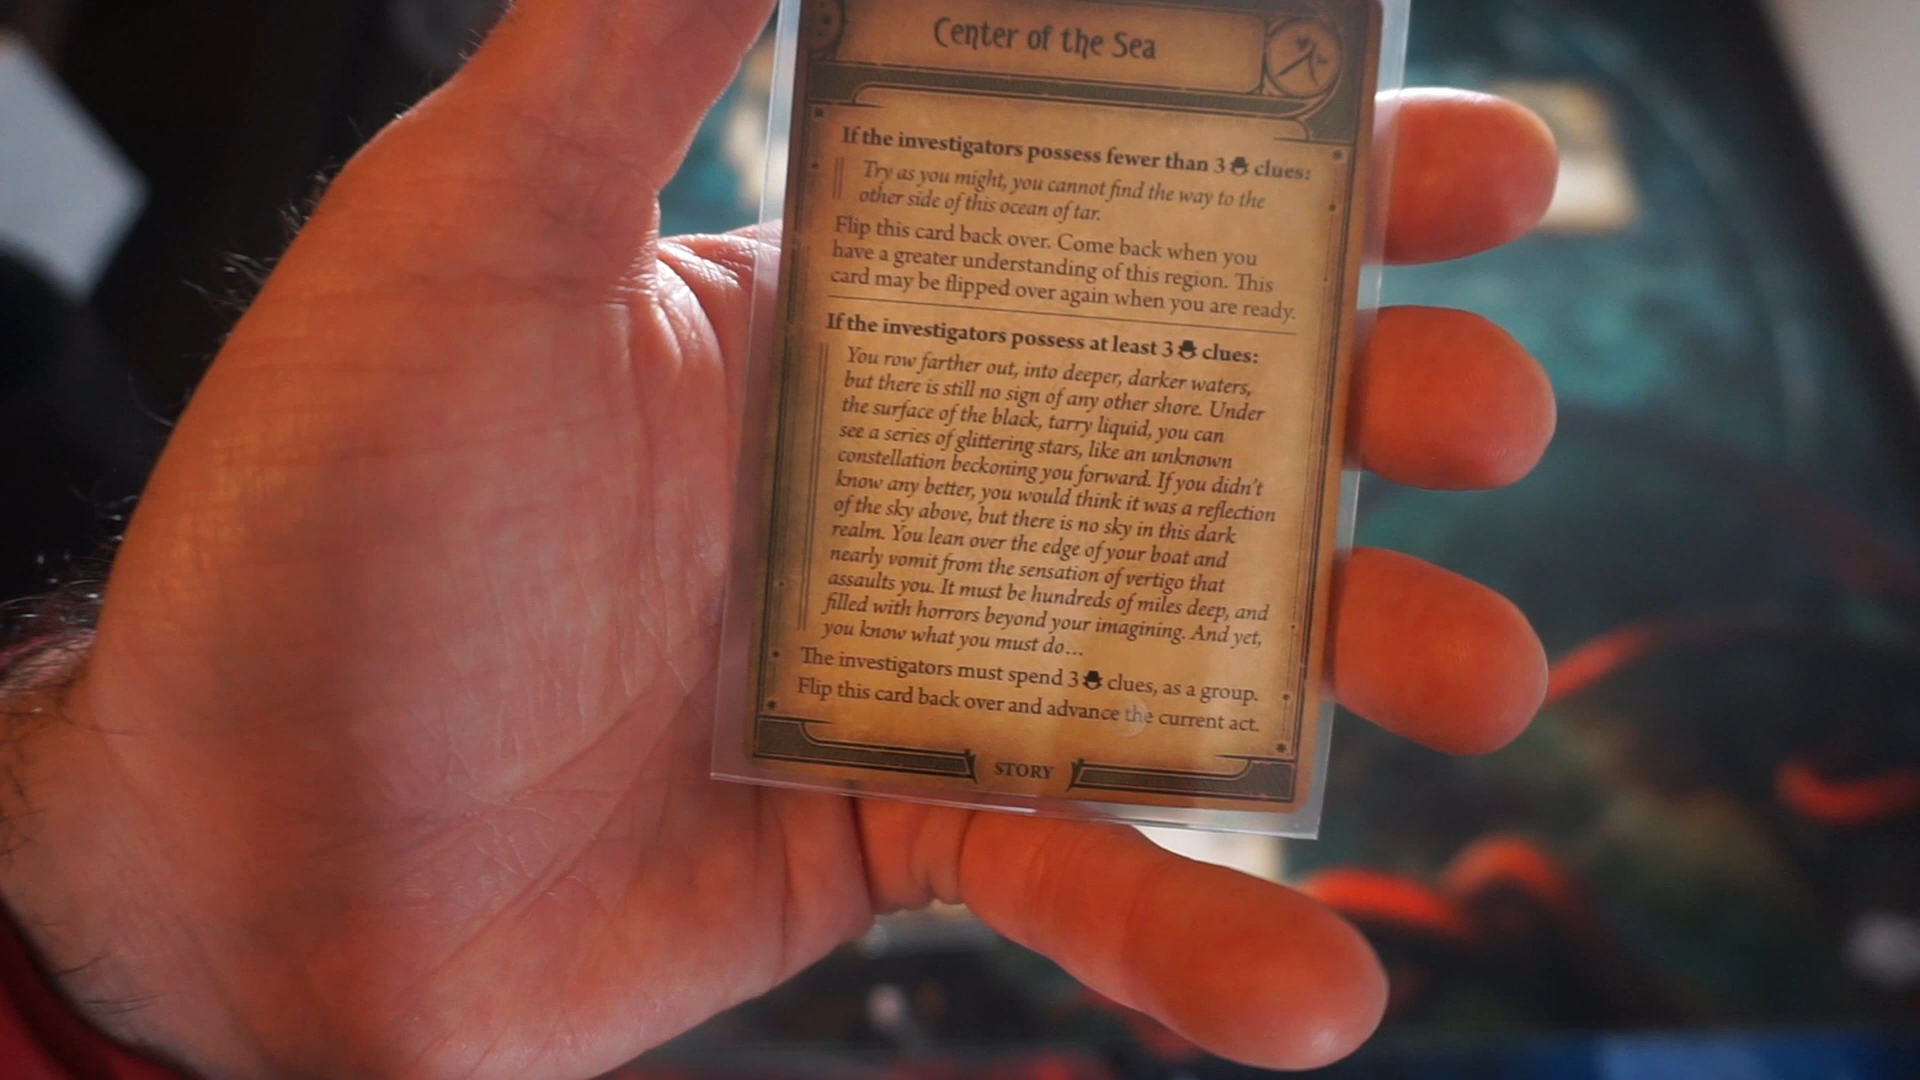 Center of the Sea
If the investigators possess fewer than 3 clues:
Try as you might, you cannot find the way to the
other side of this ocean of tar.
Flip this card back over. Come back when you
have a greater understanding of this region. This
card may be flipped over again when you are ready.
If the investigators possess at least 3 clues:
You row farther out, into deeper, darker waters,
but there is still no sign of any other shore. Under
the surface of the black, tarry liquid, you can
see a series of glittering stars, like an unknown
constellation beckoning you forward. If you didn't
know any better, you would think it was a reflection
of the sky above, but there is no sky in this dark
realm. You lean over the edge of your boat and
nearly vomit from the sensation of vertigo that
assaults you. It must be hundreds of miles deep, and
filled with horrors beyond your imagining. And yet,
you know what you must do...
The investigators must spend 3 clues, as a group.
Flip this card back over and advance the current act.
STORY